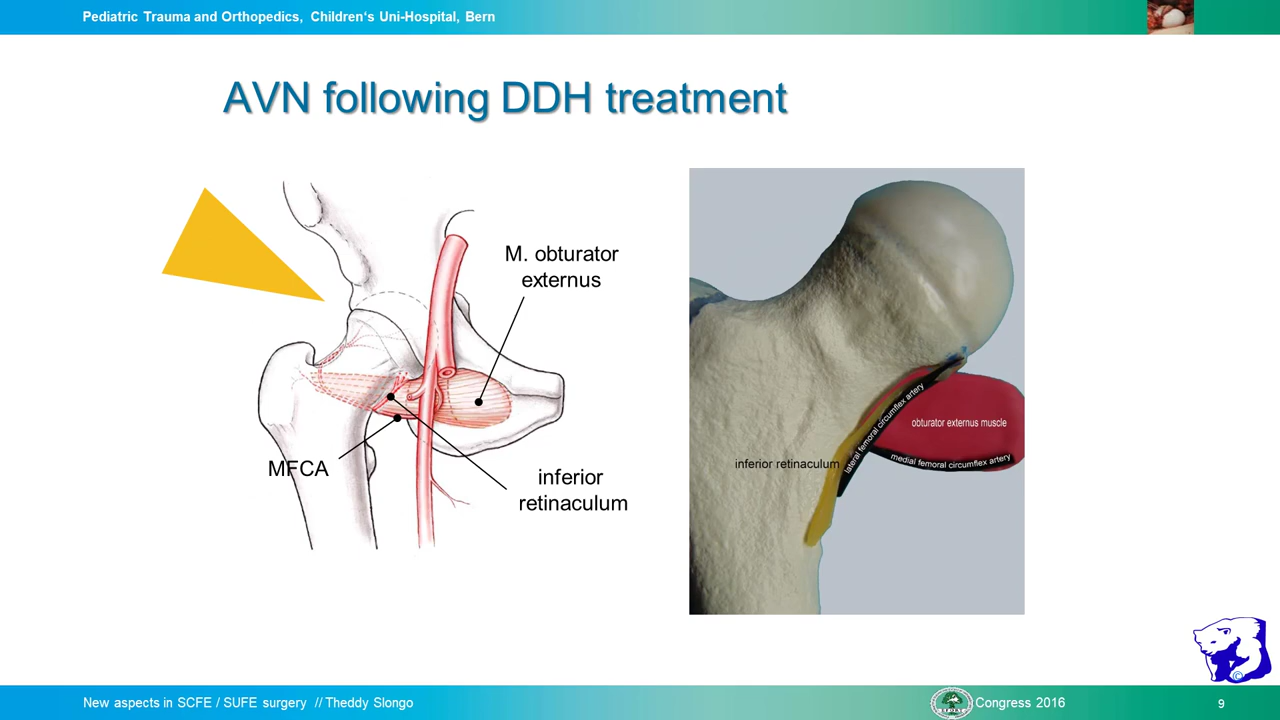 Pediatric Trauma and Orthopedics, Children‘s Uni-Hospital, Bern
AVN following DDH treatment
M. obturator
externus
MFCA
inferior
retinaculum
lateral femoral circumflex artery
obturator externus muscle
medial femoral circumflex artery
inferior retinaculum
©
New aspects in SCFE / SUFE surgery // Theddy Slongo
EPORT
Congress 2016
9